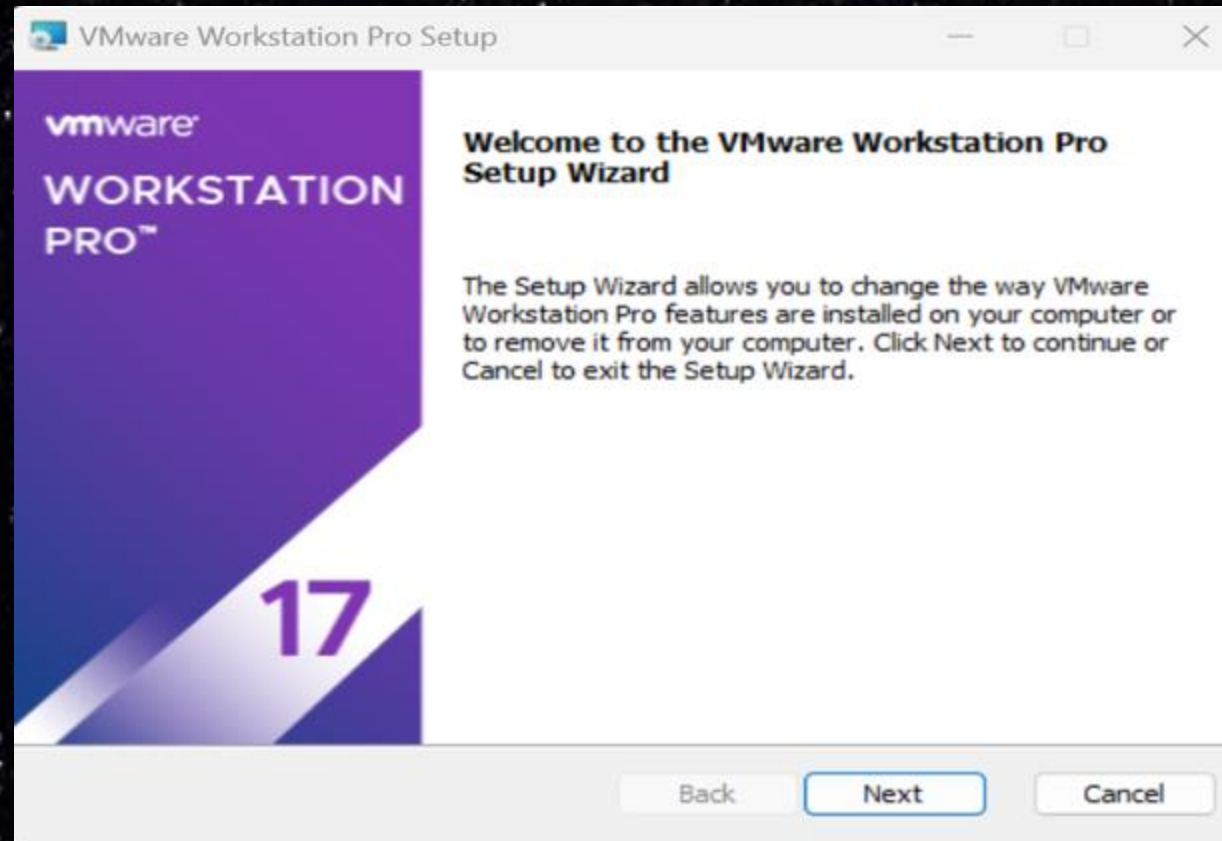 VMware Workstation Pro Setup
vmware
WORKSTATION
PRO™
Welcome to the VMware Workstation Pro
Setup Wizard
The Setup Wizard allows you to change the way VMware
Workstation Pro features are installed on your computer or
to remove it from your computer. Click Next to continue or
Cancel to exit the Setup Wizard.
17
Back Next Cancel